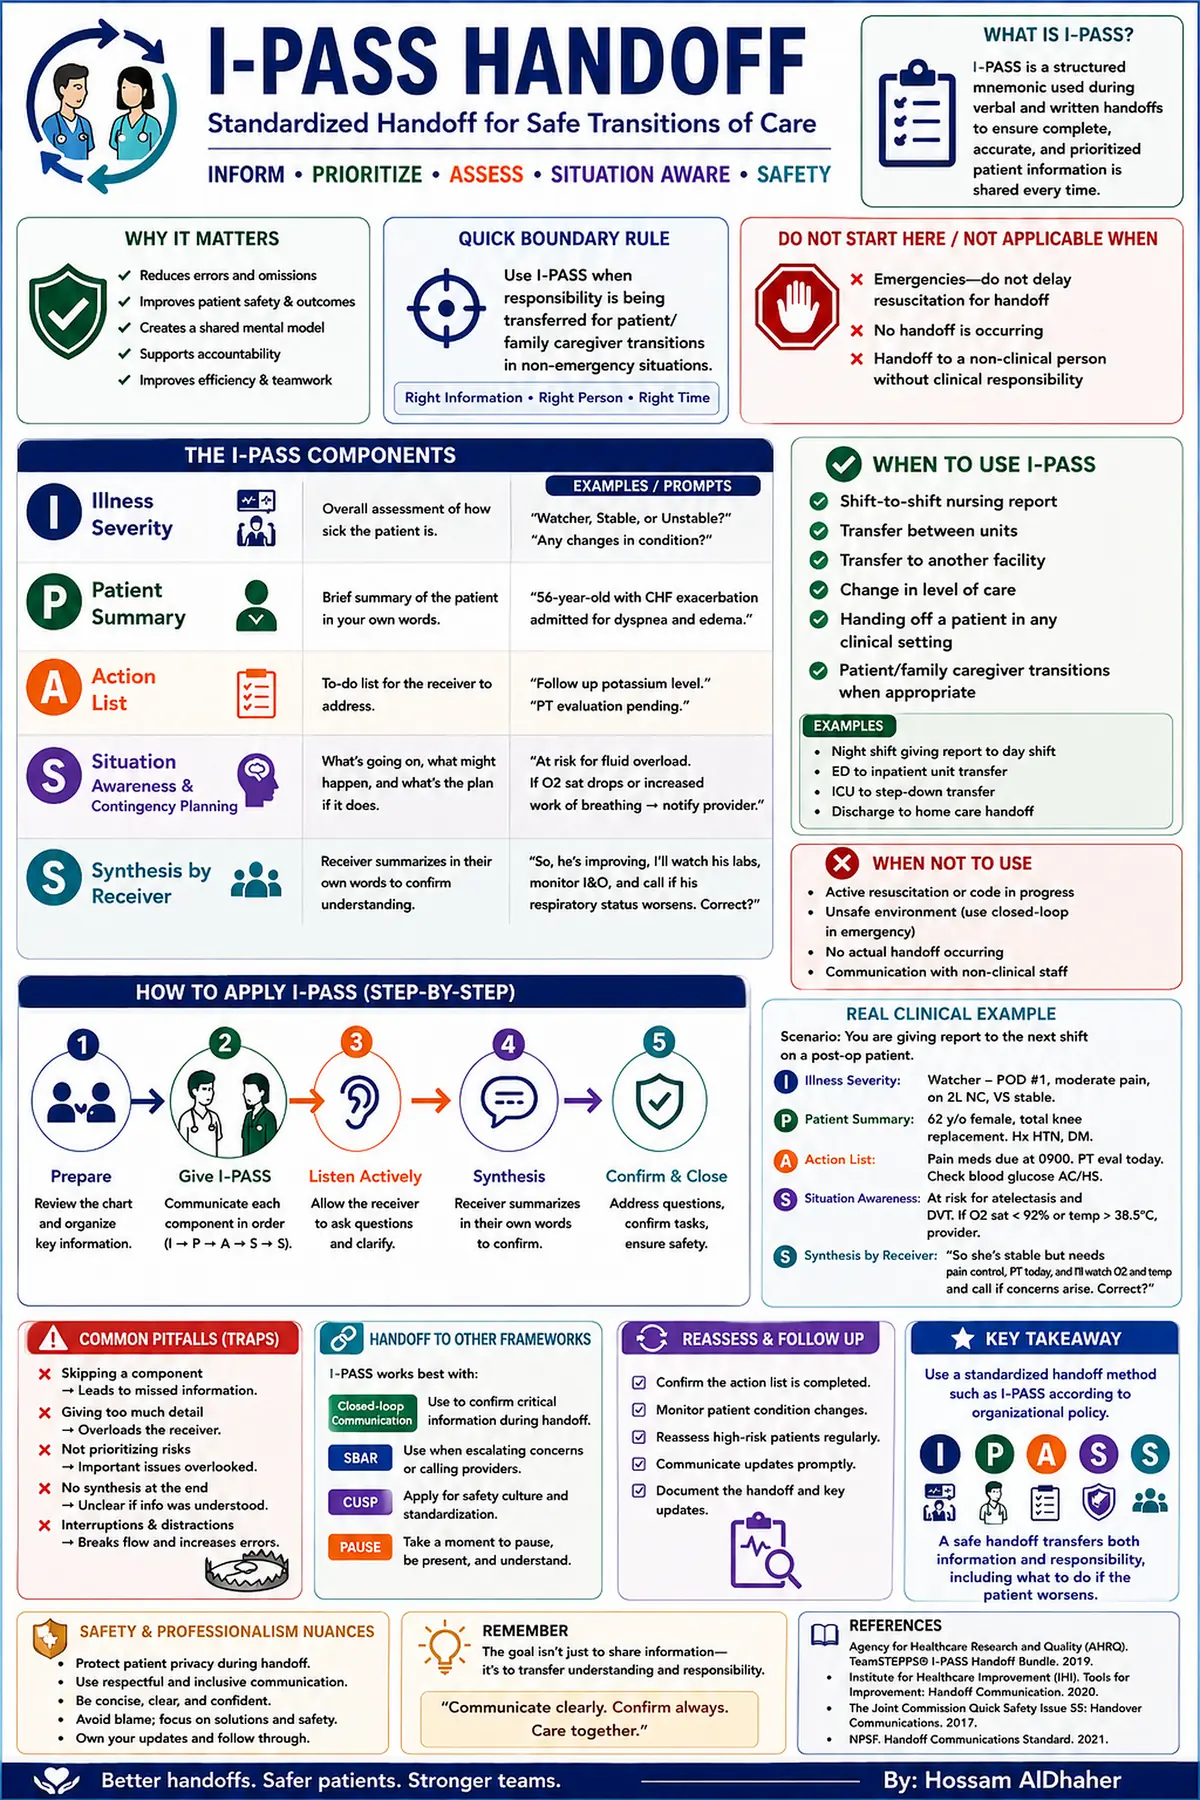 I-PASS HANDOFF
Standardized Handoff for Safe Transitions of Care
INFORM • PRIORITIZE • ASSESS • SITUATION AWARE • SAFETY
WHAT IS I-PASS?
I-PASS is a structured
mnemonic used during
verbal and written handoffs
to ensure complete,
accurate, and prioritized
patient information is
shared every time.
WHY IT MATTERS
Reduces errors and omissions
Improves patient safety & outcomes
Creates a shared mental model
Supports accountability
Improves efficiency & teamwork
QUICK BOUNDARY RULE
Use I-PASS when
responsibility is being
transferred for patient/
family caregiver transitions
in non-emergency situations.
Right Information • Right Person • Right Time
DO NOT START HERE / NOT APPLICABLE WHEN
Emergencies—do not delay
resuscitation for handoff
No handoff is occurring
Handoff to a non-clinical person
without clinical responsibility
THE I-PASS COMPONENTS
EXAMPLES / PROMPTS
I
Illness
Severity
Overall assessment of how
sick the patient is.
“Watcher, Stable, or Unstable?”
“Any changes in condition?”
P
Patient
Summary
Brief summary of the patient
in your own words.
“56-year-old with CHF exacerbation
admitted for dyspnea and edema.”
A
Action
List
To-do list for the receiver to
address.
“Follow up potassium level.”
“PT evaluation pending.”
S
Situation
Awareness &
Contingency Planning
What's going on, what might
happen, and what's the plan
if it does.
“At risk for fluid overload.
If O2 sat drops or increased
work of breathing → notify provider.”
S
Synthesis by
Receiver
Receiver summarizes in their
own words to confirm
understanding.
“So, he's improving, I'll watch his labs,
monitor I&O, and call if his
respiratory status worsens. Correct?”
WHEN TO USE I-PASS
Shift-to-shift nursing report
Transfer between units
Transfer to another facility
Change in level of care
Handing off a patient in any
clinical setting
Patient/family caregiver transitions
when appropriate
EXAMPLES
• Night shift giving report to day shift
• ED to inpatient unit transfer
• ICU to step-down transfer
• Discharge to home care handoff
WHEN NOT TO USE
• Active resuscitation or code in progress
• Unsafe environment (use closed-loop
in emergency)
• No actual handoff occurring
• Communication with non-clinical staff
HOW TO APPLY I-PASS (STEP-BY-STEP)
1
Prepare
Review the chart
and organize
key information.
2
Give I-PASS
Communicate each
component in order
(I → P → A → S → S).
3
Listen Actively
Allow the receiver
to ask questions
and clarify.
4
Synthesis
Receiver summarizes
in their own words
to confirm.
5
Confirm & Close
Address questions,
confirm tasks,
ensure safety.
REAL CLINICAL EXAMPLE
Scenario: You are giving report to the next shift
on a post-op patient.
I Illness Severity: Watcher – POD #1, moderate pain,
on 2L NC, VS stable.
P Patient Summary: 62 y/o female, total knee
replacement. Hx HTN, DM.
A Action List: Pain meds due at 0900. PT eval today.
Check blood glucose AC/HS.
S Situation Awareness: At risk for atelectasis and
DVT. If O2 sat < 92% or temp > 38.5°C,
provider.
S Synthesis by Receiver: “So she's stable but needs
pain control, PT today, and I'll watch O2 and temp
and call if concerns arise. Correct?”
COMMON PITFALLS (TRAPS)
Skipping a component
→ Leads to missed information.
Giving too much detail
→ Overloads the receiver.
Not prioritizing risks
→ Important issues overlooked.
No synthesis at the end
→ Unclear if info was understood.
Interruptions & distractions
→ Breaks flow and increases errors.
HANDOFF TO OTHER FRAMEWORKS
I-PASS works best with:
Closed-loop
Communication
Use to confirm critical
information during handoff.
SBAR
Use when escalating concerns
or calling providers.
CUSP
Apply for safety culture and
standardization.
PAUSE
Take a moment to pause,
be present, and understand.
REASSESS & FOLLOW UP
Confirm the action list is completed.
Monitor patient condition changes.
Reassess high-risk patients regularly.
Communicate updates promptly.
Document the handoff and key
updates.
KEY TAKEAWAY
Use a standardized handoff method
such as I-PASS according to
organizational policy.
I P A S S
A safe handoff transfers both
information and responsibility,
including what to do if the
patient worsens.
SAFETY & PROFESSIONALISM NUANCES
• Protect patient privacy during handoff.
• Use respectful and inclusive communication.
• Be concise, clear, and confident.
• Avoid blame; focus on solutions and safety.
• Own your updates and follow through.
REMEMBER
The goal isn't just to share information—
it's to transfer understanding and responsibility.
“Communicate clearly. Confirm always.
Care together.”
REFERENCES
Agency for Healthcare Research and Quality (AHRQ).
TeamSTEPPS® I-PASS Handoff Bundle. 2019.
• Institute for Healthcare Improvement (IHI). Tools for
Improvement: Handoff Communication. 2020.
• The Joint Commission Quick Safety Issue 55: Handover
Communications. 2017.
• NPSF. Handoff Communications Standard. 2021.
Better handoffs. Safer patients. Stronger teams.
By: Hossam AlDhaher